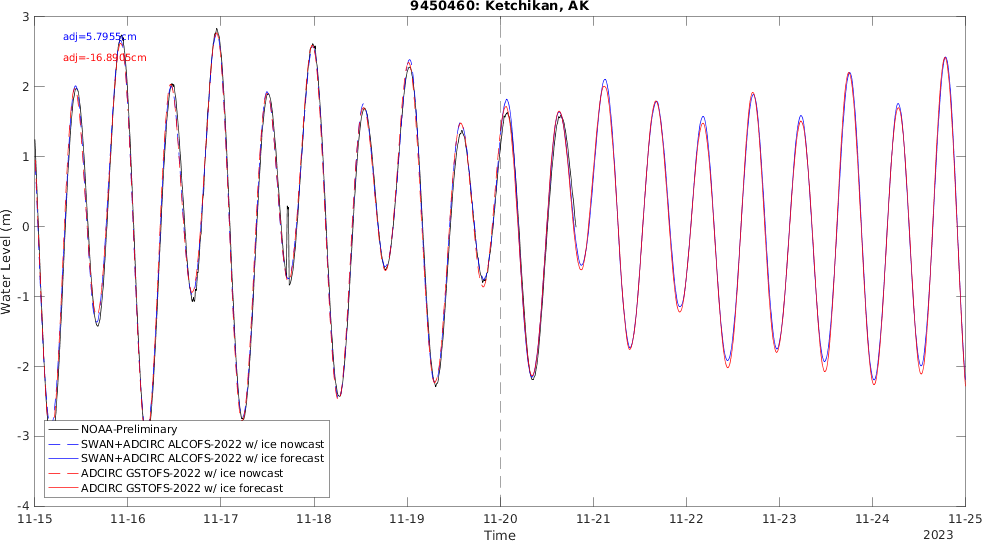 9450460: Ketchikan, AK
adj=5.7955cm
adj=-16.8905cm
3
2
1
0
-1
-2
-3
-4
Water Level (m)
NOAA-Preliminary
SWAN+ADCIRC ALCOFS-2022 w/ ice nowcast
SWAN+ADCIRC ALCOFS-2022 w/ ice forecast
ADCIRC GSTOFS-2022 w/ ice nowcast
ADCIRC GSTOFS-2022 w/ ice forecast
11-15 11-16 11-17 11-18 11-19 11-20 11-21 11-22 11-23 11-24 11-25
Time
2023